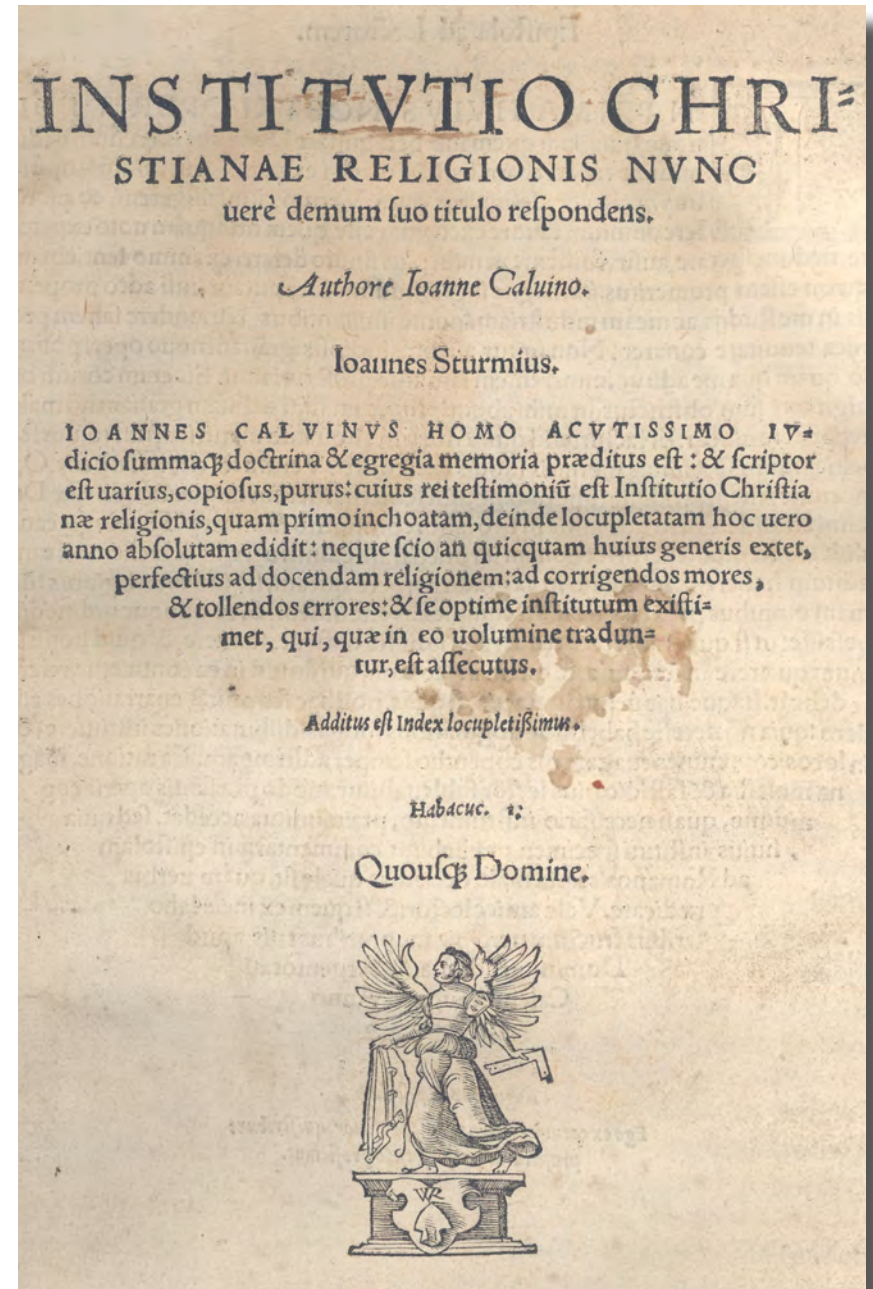 INSTITVTIO CHRI⸗
STIANAE RELIGIONIS NVNC
uerè demum ſuo titulo reſpondens.
Authore Ioanne Caluino.
Ioannes Sturmius.
IOANNES CALVINVS HOMO ACVTISSIMO IV⸗
dicio ſummaqꝫ doctrina & egregia memoria præditus eſt : & ſcriptor
eſt uarius, copioſus, purus: cuius rei teſtimoniũ eſt Inſtitutio Chriſtia
næ religionis, quam primo inchoatam, deinde locupletatam hoc uero
anno abſolutam edidit: neque ſcio an quicquam huius generis extet,
perfectius ad docendam religionem: ad corrigendos mores,
& tollendos errores: & ſe optime inſtitutum exiſti⸗
met, qui, quæ in eo uolumine tradun⸗
tur, eſt aſſecutus.
Additus eſt Index locupletißimus.
Habacuc. 1:
Quouſqꝫ Domine.
WR